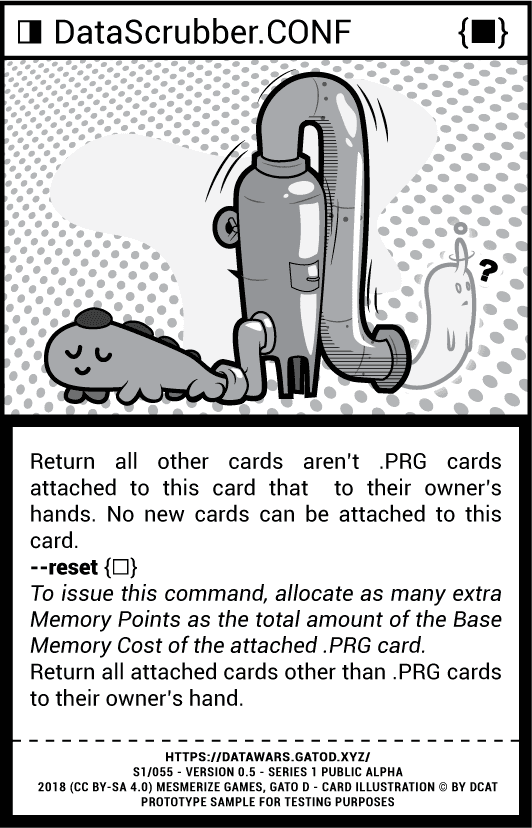 DataScrubber.CONF {■}
?
Return all other cards aren't .PRG cards
attached to this card that to their owner's
hands. No new cards can be attached to this
card.
--reset {□}
To issue this command, allocate as many extra
Memory Points as the total amount of the Base
Memory Cost of the attached .PRG card.
Return all attached cards other than .PRG cards
to their owner's hand.
HTTPS://DATAWARS.GATOD.XYZ/
S1/055 - VERSION 0.5 - SERIES 1 PUBLIC ALPHA
2018 (CC BY-SA 4.0) MESMERIZE GAMES, GATO D - CARD ILLUSTRATION © BY DCAT
PROTOTYPE SAMPLE FOR TESTING PURPOSES